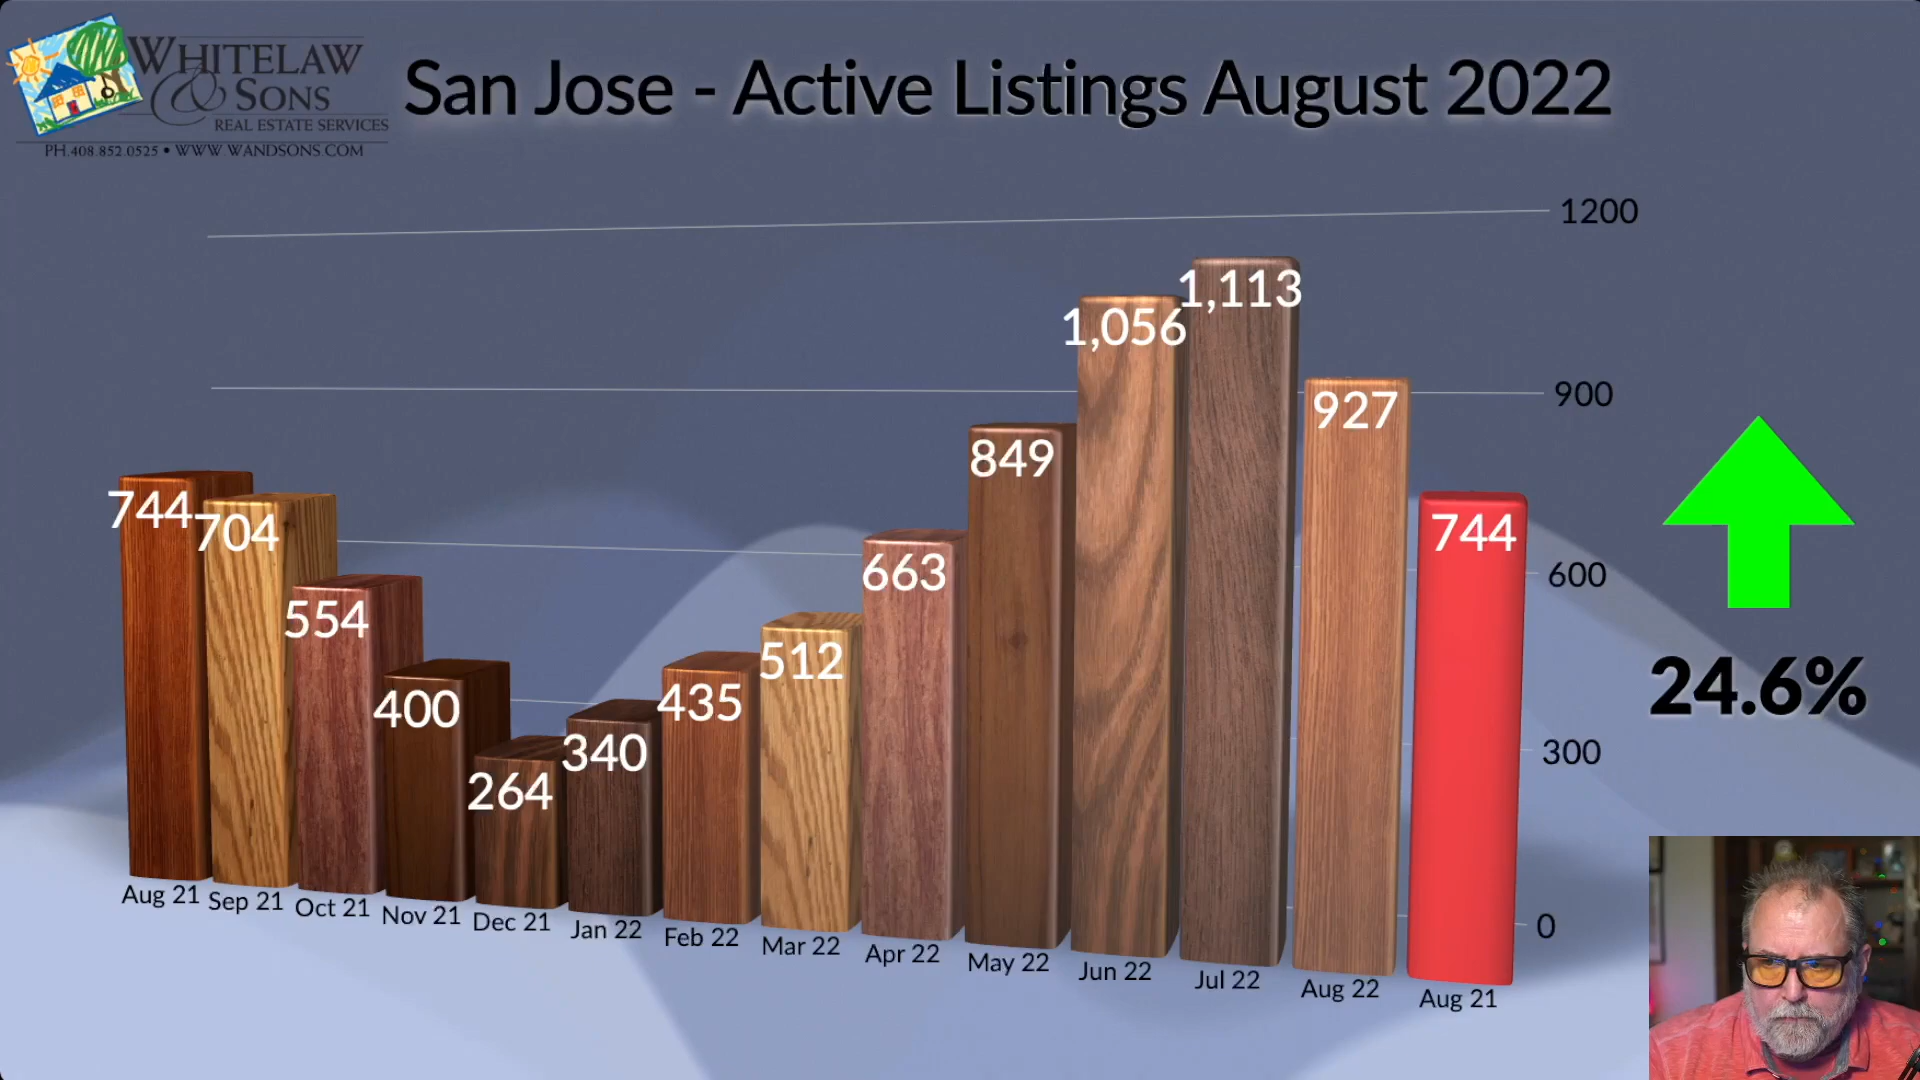 WHITELAW
& SONS
REAL ESTATE SERVICES
PH.408.852.0525 • WWW.WANDSONS.COM
San Jose - Active Listings August 2022
1200
900
600
300
0
744
704
554
400
264
340
435
512
663
849
1,056
1,113
927
744
24.6%
Aug 21
Sep 21
Oct 21
Nov 21
Dec 21
Jan 22
Feb 22
Mar 22
Apr 22
May 22
Jun 22
Jul 22
Aug 22
Aug 21